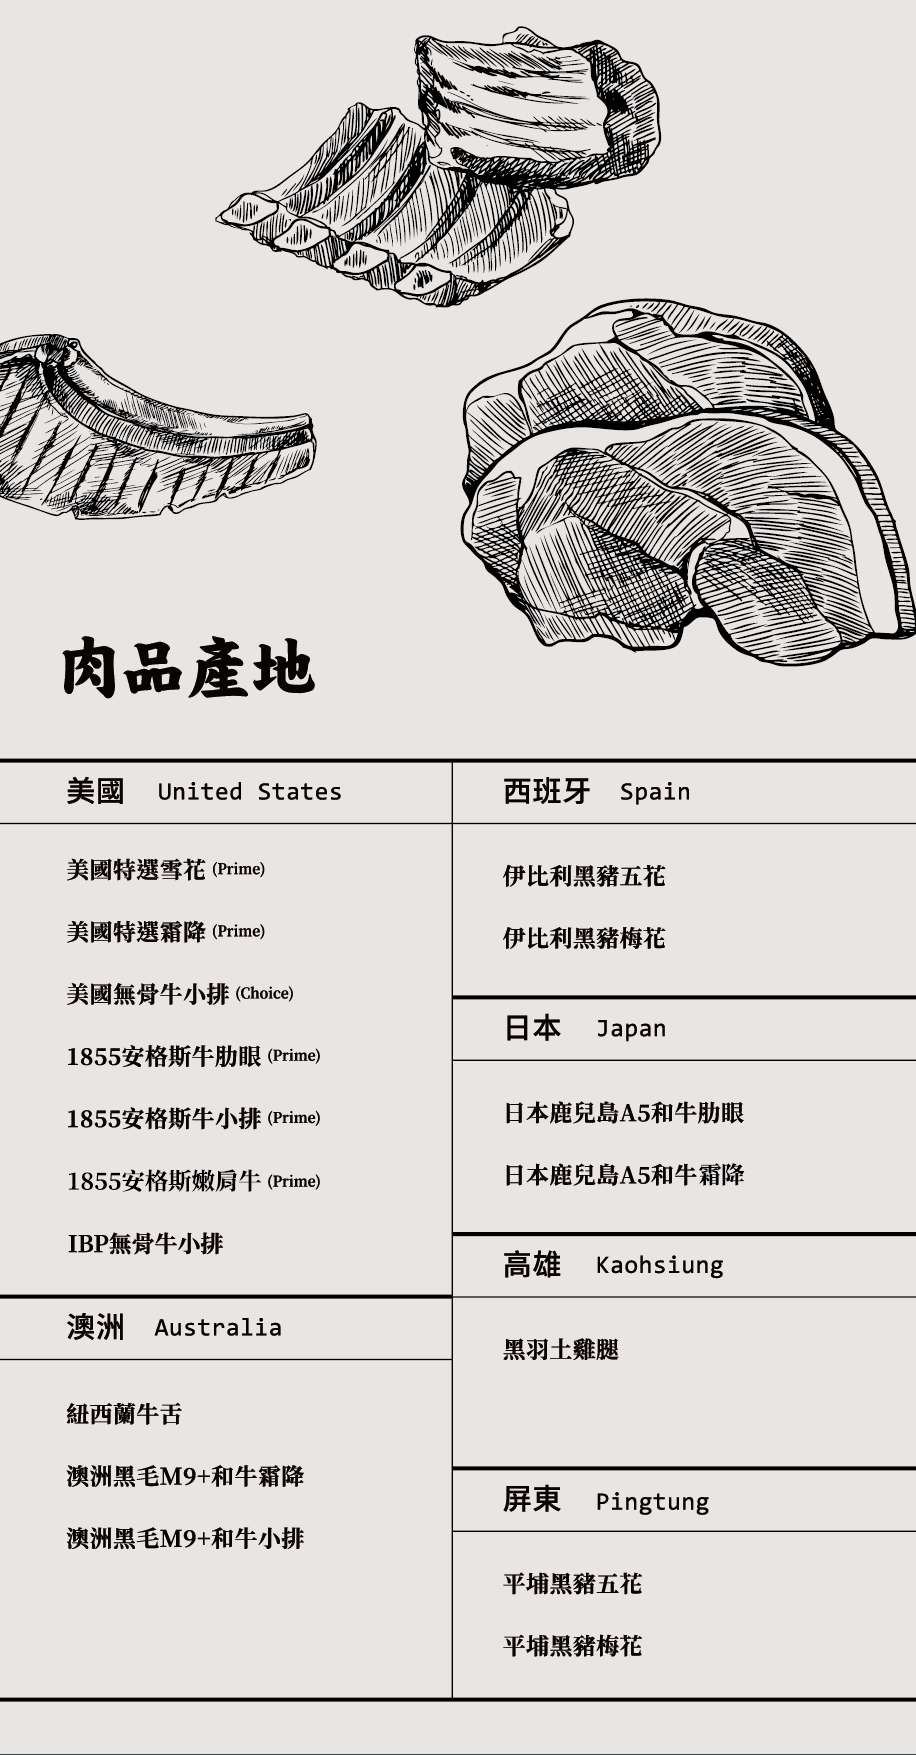 肉品產地
美國 United States
美國特選雪花 (Prime)
美國特選霜降 (Prime)
美國無骨牛小排 (Choice)
1855安格斯牛肋眼 (Prime)
1855安格斯牛小排 (Prime)
1855安格斯嫩肩牛 (Prime)
IBP無骨牛小排
澳洲 Australia
紐西蘭牛舌
澳洲黑毛M9+和牛霜降
澳洲黑毛M9+和牛小排
西班牙 Spain
伊比利黑豬五花
伊比利黑豬梅花
日本 Japan
日本鹿兒島A5和牛肋眼
日本鹿兒島A5和牛霜降
高雄 Kaohsiung
黑羽土雞腿
屏東 Pingtung
平埔黑豬五花
平埔黑豬梅花